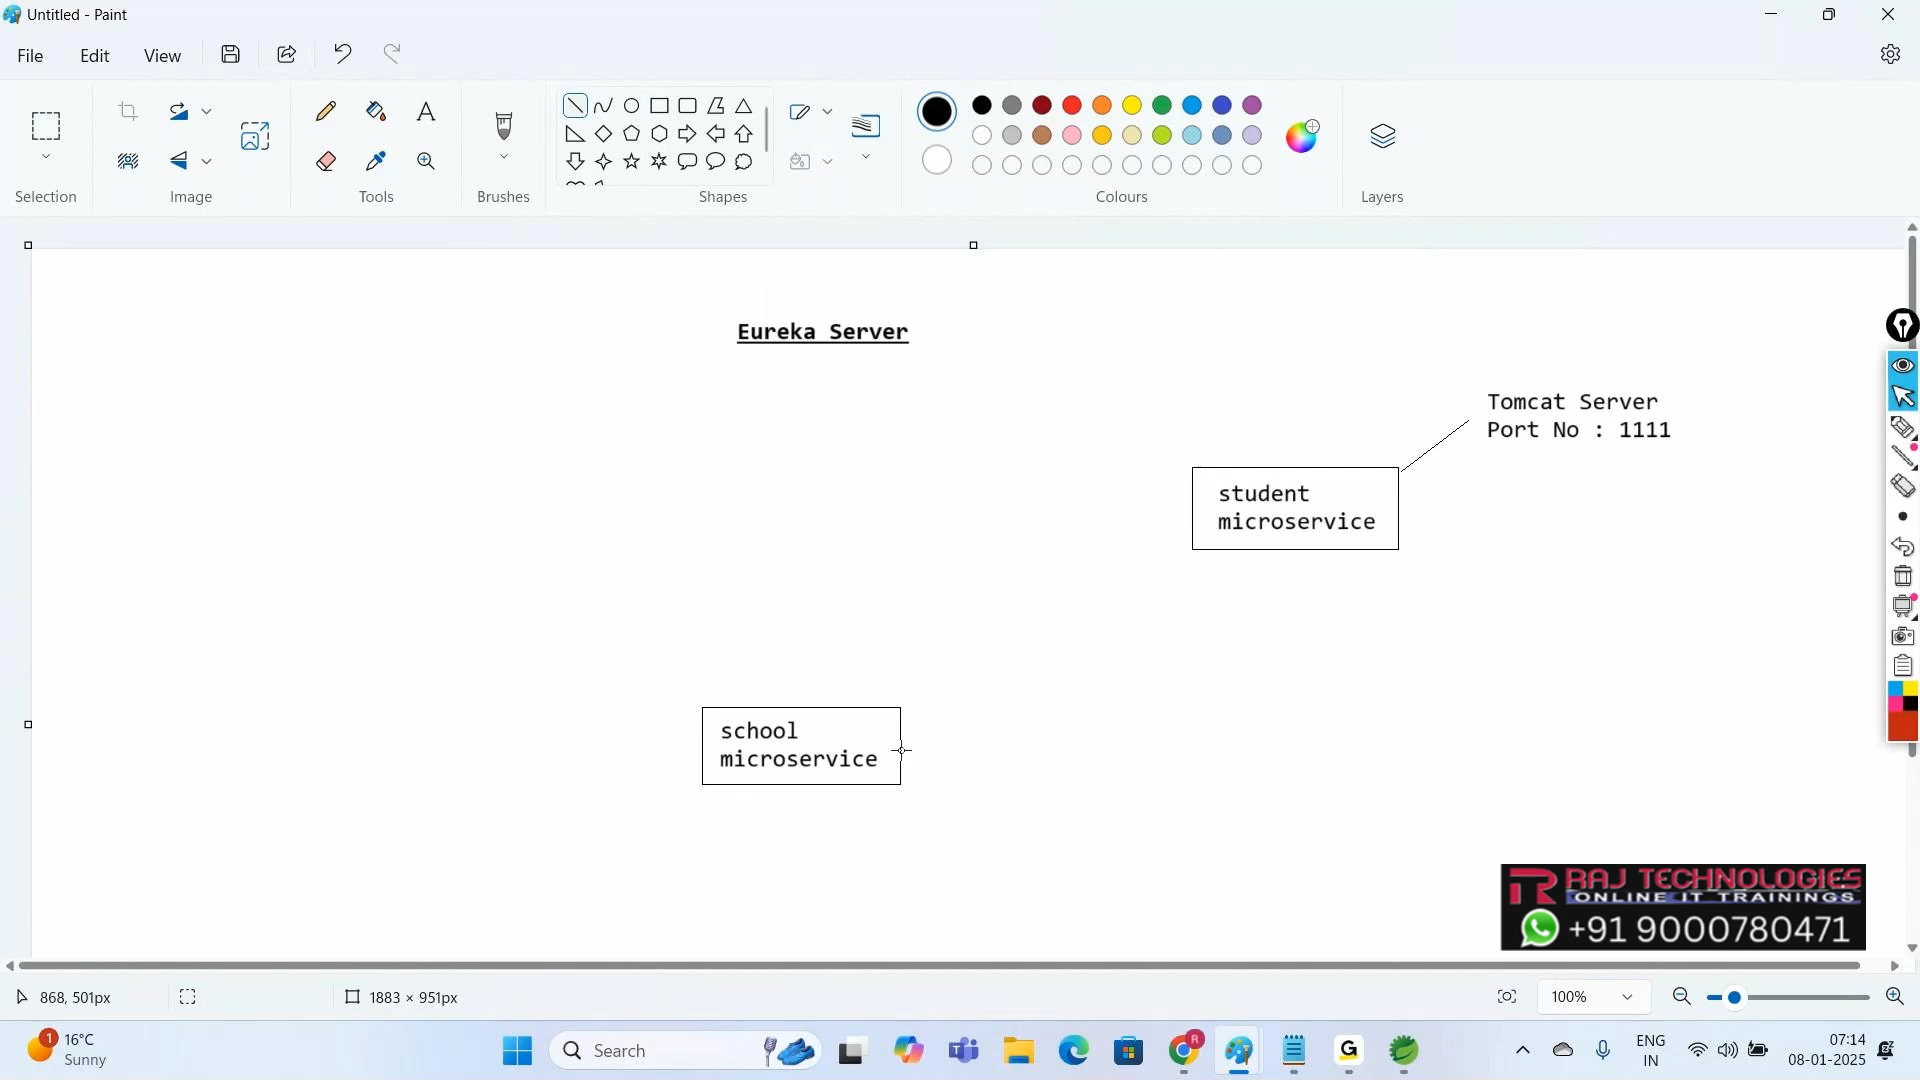 Untitled - Paint
File Edit View
Selection Image Tools Brushes Shapes Colours Layers
Eureka Server
Tomcat Server
Port No : 1111
student
microservice
school
microservice
RAJ TECHNOLOGIES
ONLINE IT TRAININGS
+91 9000780471
868, 501px
1883 × 951px
100%
1
16°C
Sunny
Search
ENG
IN
07:14
08-01-2025